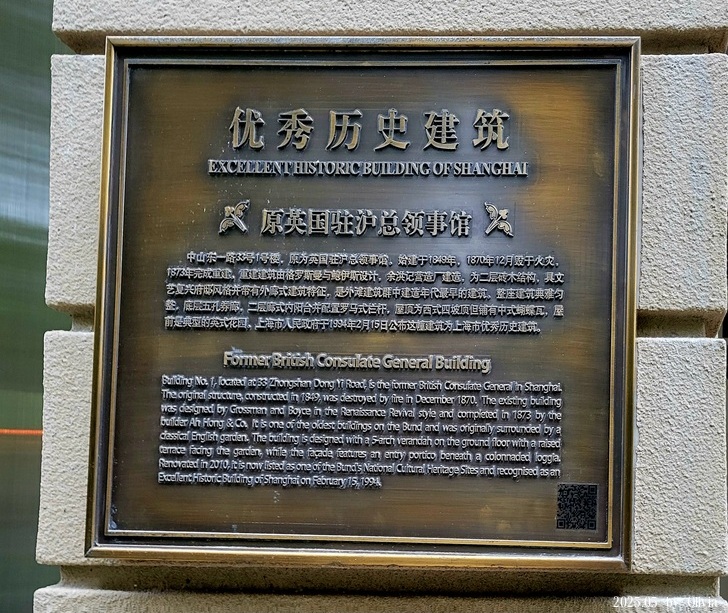 优秀历史建筑
EXCELLENT HISTORIC BUILDING OF SHANGHAI
原英国驻沪总领事馆
中山东一路33号1号楼。原为英国驻沪总领事馆。始建于1849年，1870年12月毁于火灾，
1873年完成重建。重建建筑由格罗斯曼与鲍伊斯设计，余洪记营造厂建造，为二层砖木结构，具文
艺复兴府邸风格并带有外廊式建筑特征，是外滩建筑群中建造年代最早的建筑。整座建筑典雅匀
整，底层五孔券廊，二层廊式内阳台并配置罗马式栏杆，屋顶为西式四坡顶但铺有中式蝴蝶瓦，屋
前是典型的英式花园。上海市人民政府于1994年2月15日公布这幢建筑为上海市优秀历史建筑。
Former British Consulate General Building
Building No. 1, located at 33 Zhongshan Dong Yi Road, is the former British Consulate General in Shanghai.
The original structure, constructed in 1849, was destroyed by fire in December 1870. The existing building
was designed by Grossman and Boyce in the Renaissance Revival style and completed in 1873 by the
builder Ah Hong & Co. It is one of the oldest buildings on the Bund and was originally surrounded by a
classical English garden. The building is designed with a 5-arch verandah on the ground floor with a raised
terrace facing the garden, while the façade features an entry portico beneath a colonnaded loggia.
Renovated in 2010, it is now listed as one of the Bund's National Cultural Heritage Sites and recognised as an
Excellent Historic Building of Shanghai on February 15, 1994.
2025.05 by